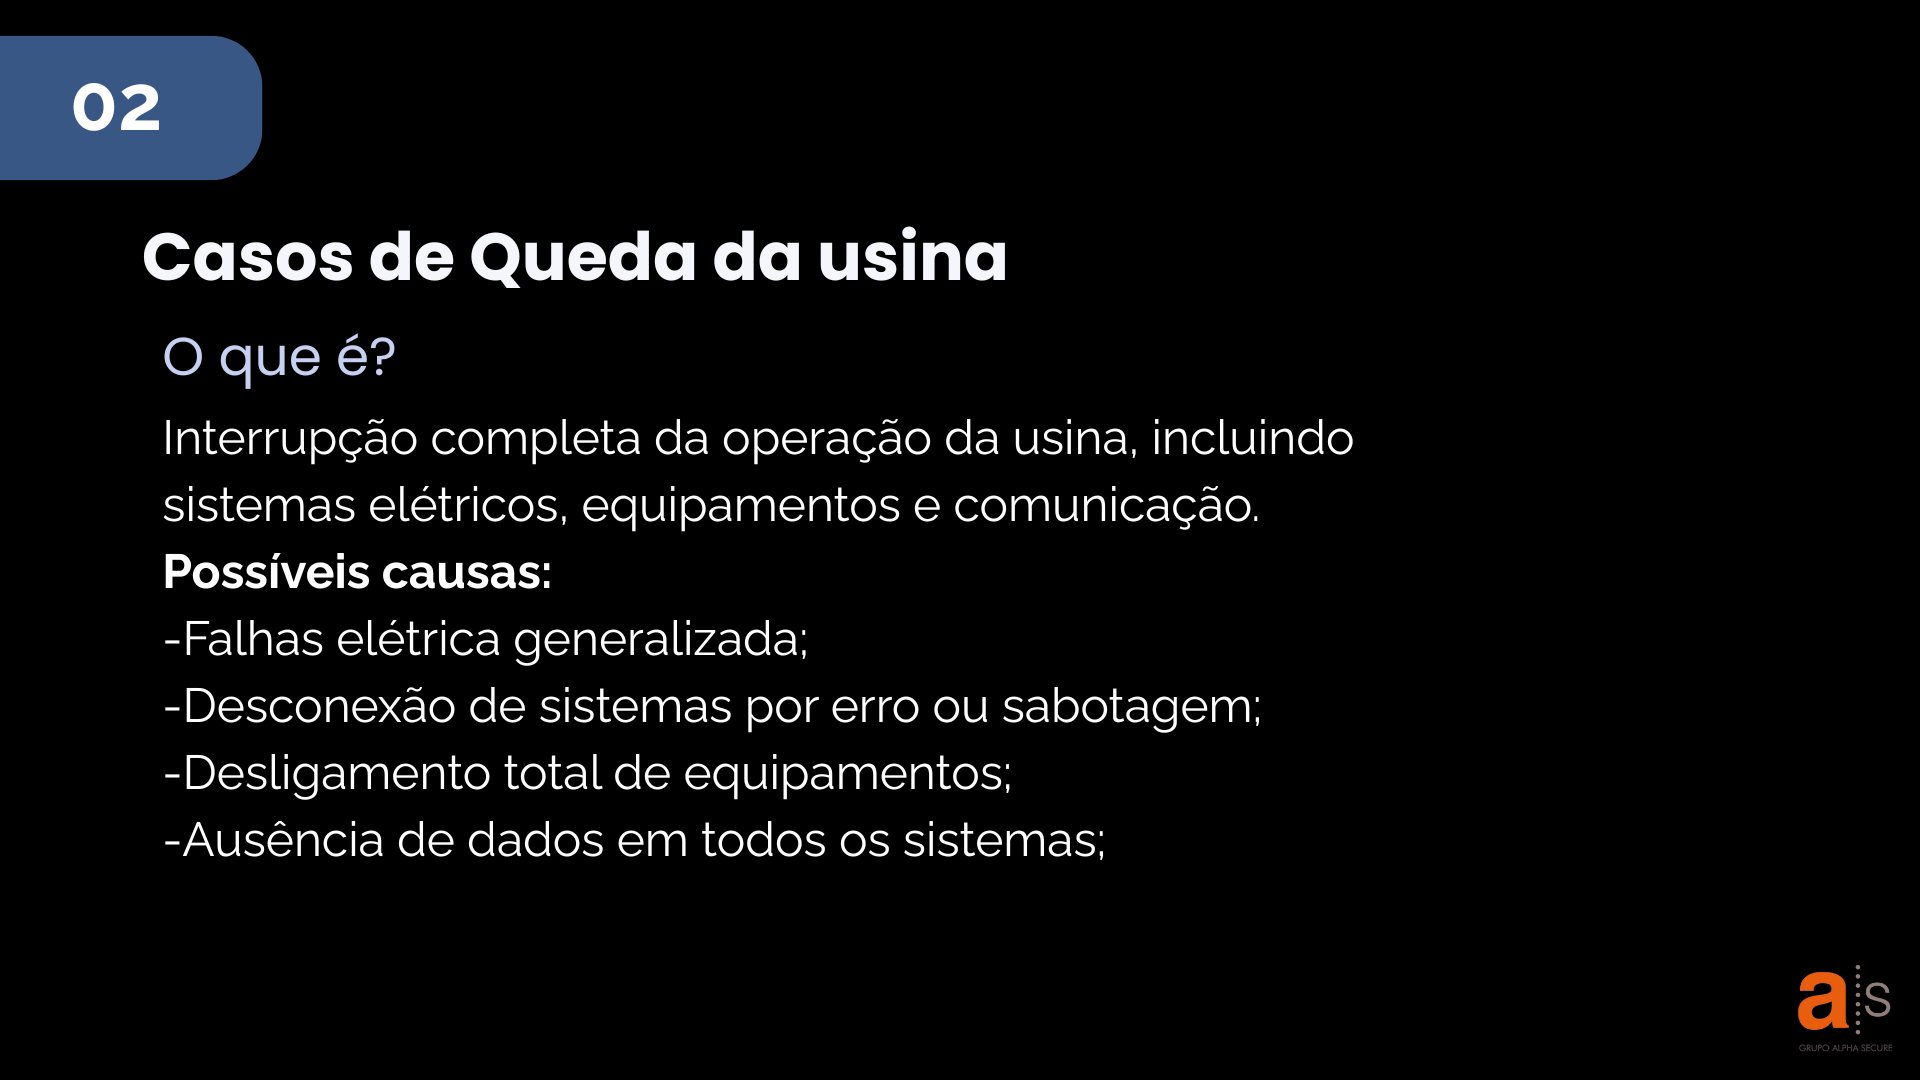 02
Casos de Queda da usina
O que é?
Interrupção completa da operação da usina, incluindo
sistemas elétricos, equipamentos e comunicação.
Possíveis causas:
-Falhas elétrica generalizada;
-Desconexão de sistemas por erro ou sabotagem;
-Desligamento total de equipamentos;
-Ausência de dados em todos os sistemas;
a s
GRUPO ALPHA SECURE